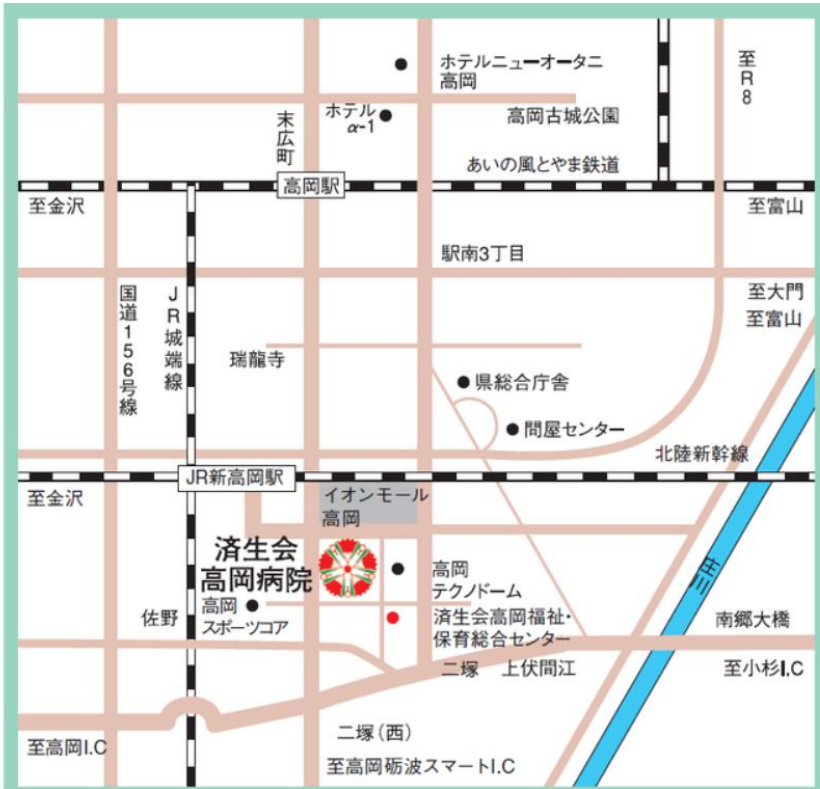 ホテルニューオータニ
高岡
至R8
ホテル
α-1
末広町
高岡古城公園
あいの風とやま鉄道
高岡駅
至金沢
至富山
駅南3丁目
国道156号線
JR城端線
至大門
至富山
瑞龍寺
県総合庁舎
問屋センター
北陸新幹線
JR新高岡駅
至金沢
イオンモール
高岡
済生会
高岡病院
高岡
テクノドーム
庄川
佐野
高岡
スポーツコア
済生会高岡福祉・
保育総合センター
南郷大橋
二塚
上伏間江
至小杉I.C
二塚(西)
至高岡I.C
至高岡砺波スマートI.C